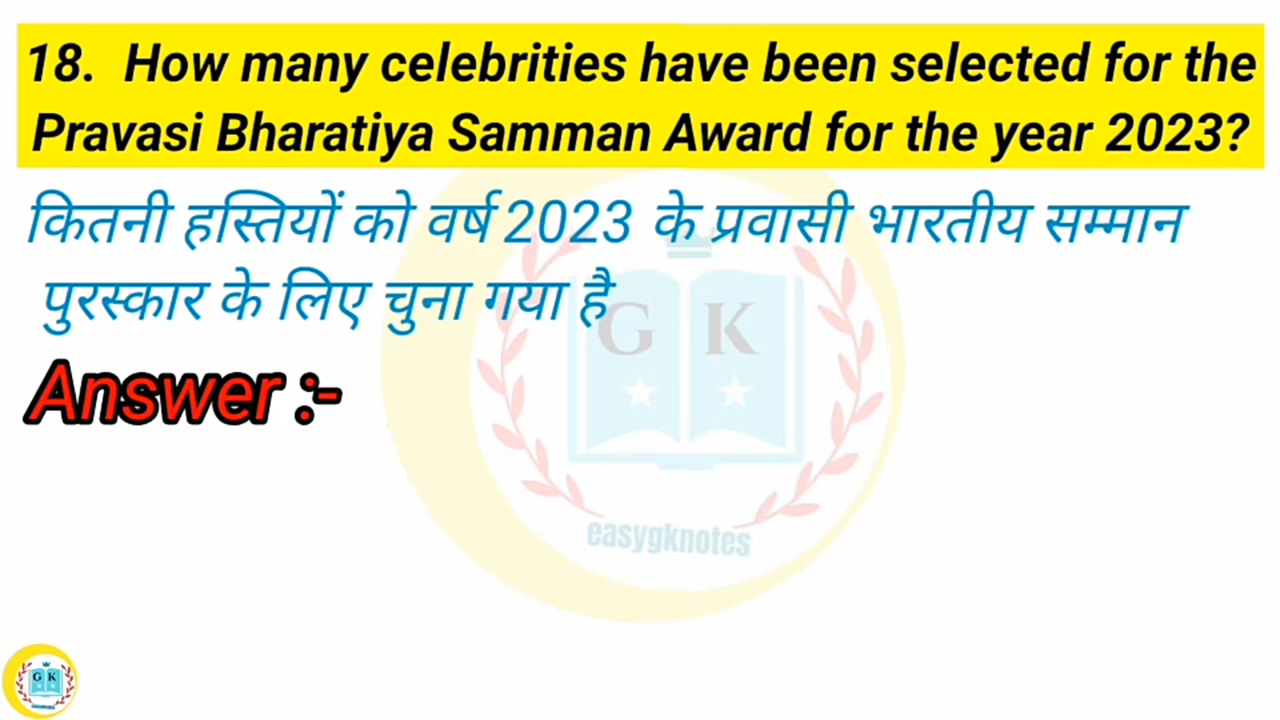 18. How many celebrities have been selected for the
Pravasi Bharatiya Samman Award for the year 2023?
कितनी हस्तियों को वर्ष 2023 के प्रवासी भारतीय सम्मान
पुरस्कार के लिए चुना गया है
G K
Answer :-
easygknotes
G K
easygknotes